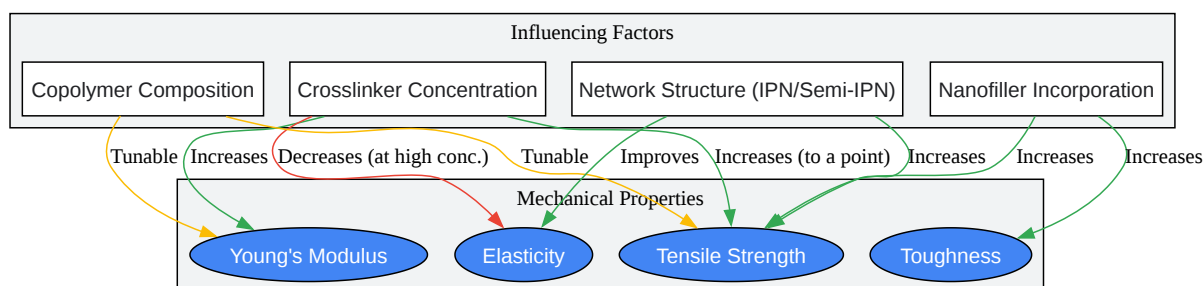 Influencing Factors
Copolymer Composition
Crosslinker Concentration
Network Structure (IPN/Semi-IPN)
Nanofiller Incorporation
Tunable
Increases
Decreases (at high conc.)
Tunable
Improves
Increases (to a point)
Increases
Increases
Increases
Mechanical Properties
Young's Modulus
Elasticity
Tensile Strength
Toughness